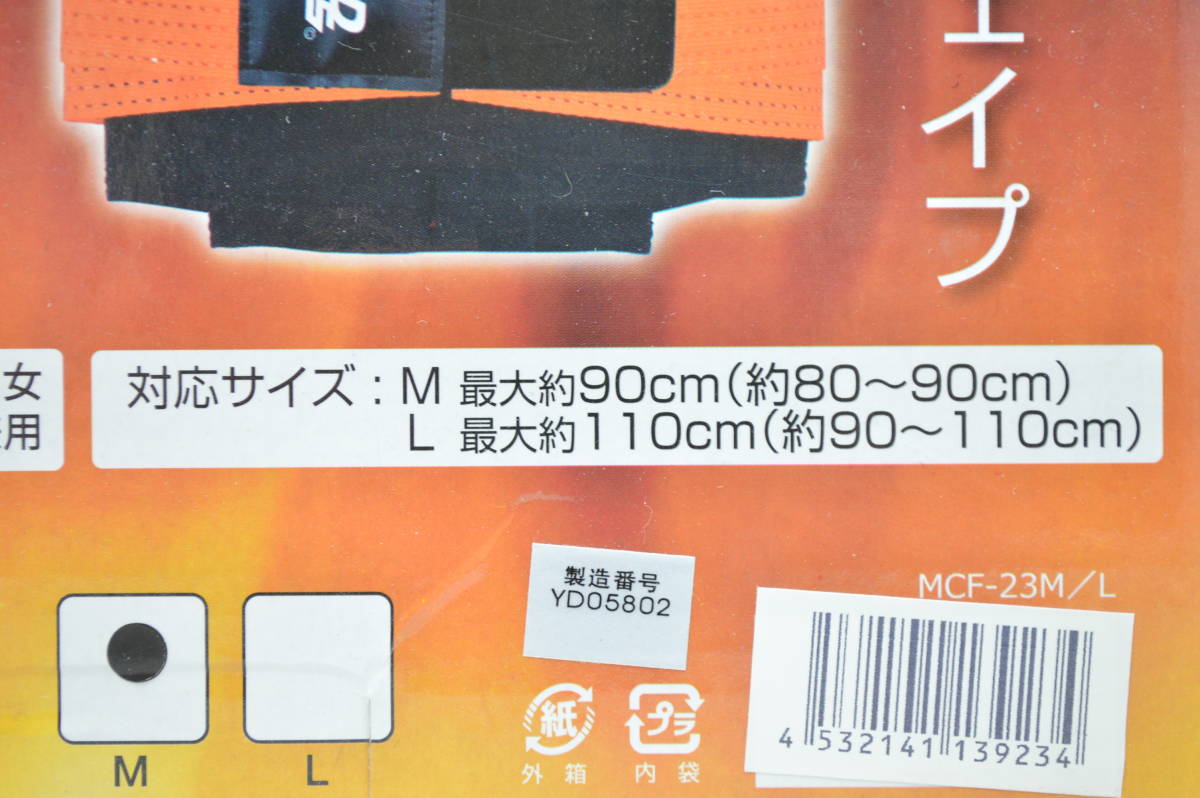 ©
ェイプ
女
用
対応サイズ : M 最大約90cm(約80〜90cm)
L 最大約110cm(約90〜110cm)
製造番号
YD05802
MCF-23M/L
4 532141 139234
M
L
紙
外箱
プラ
内袋